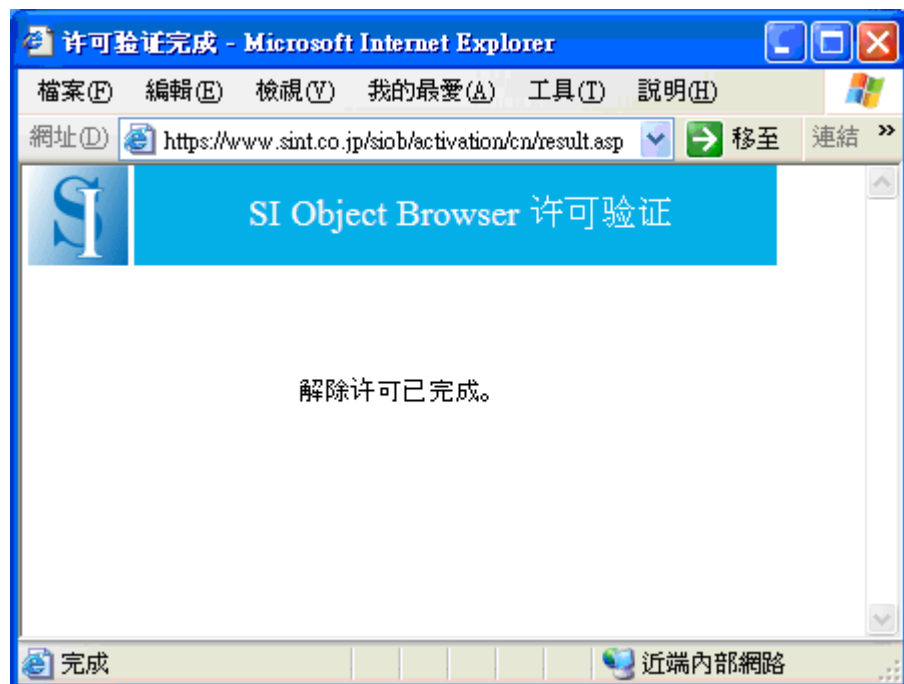 许可验证完成 - Microsoft Internet Explorer
檔案(F) 編輯(E) 檢視(V) 我的最愛(A) 工具(T) 說明(H)
網址(D) https://www.sint.co.jp/siob/activation/cn/result.asp 移至 連結 »
SI SI Object Browser 许可验证
解除许可已完成。
完成 近端內部網路